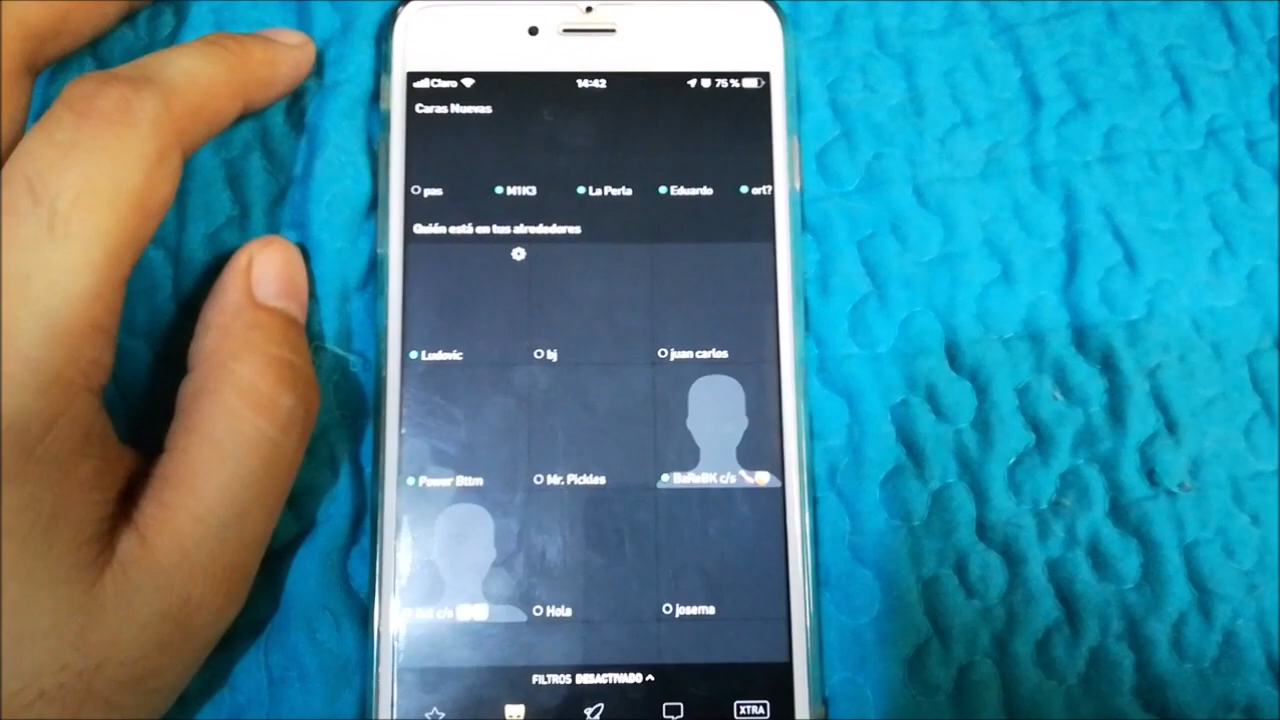 Claro 14:42 75 %
Caras Nuevas
pas M1K3 La Perla Eduardo orl?
Quién está en tus alrededores
Ludovic bj juan carlos
Power Bttm Mr. Pickles BaReBK c/s
c/s Hola josema
FILTROS DESACTIVADO
XTRA